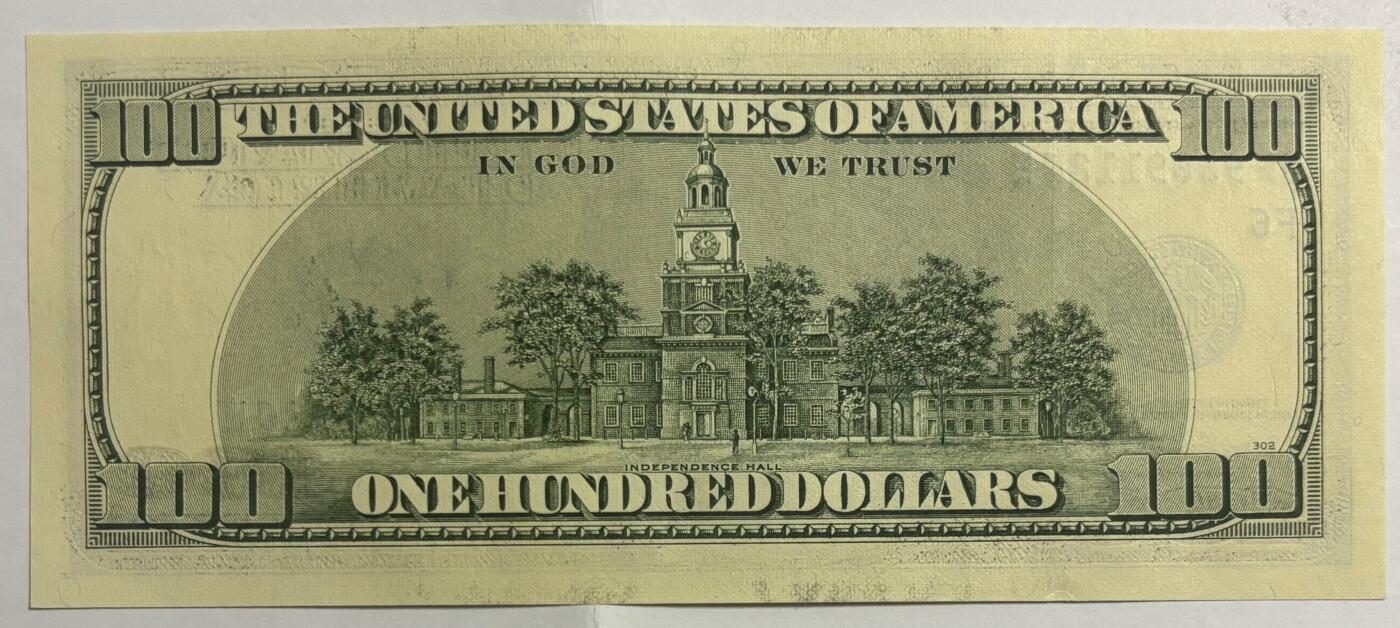 100 THE UNITED STATES OF AMERICA 100
IN GOD WE TRUST
302
INDEPENDENCE HALL
100 ONE HUNDRED DOLLARS 100